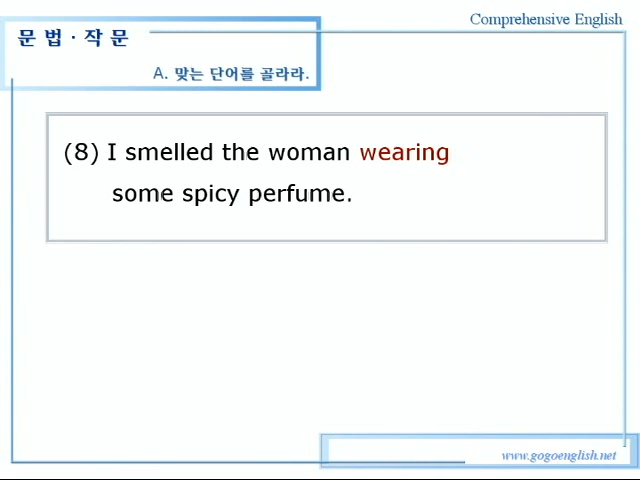 Comprehensive English
문 법 · 작 문
A. 맞는 단어를 골라라.
(8) I smelled the woman wearing
some spicy perfume.
www.gogoenglish.net